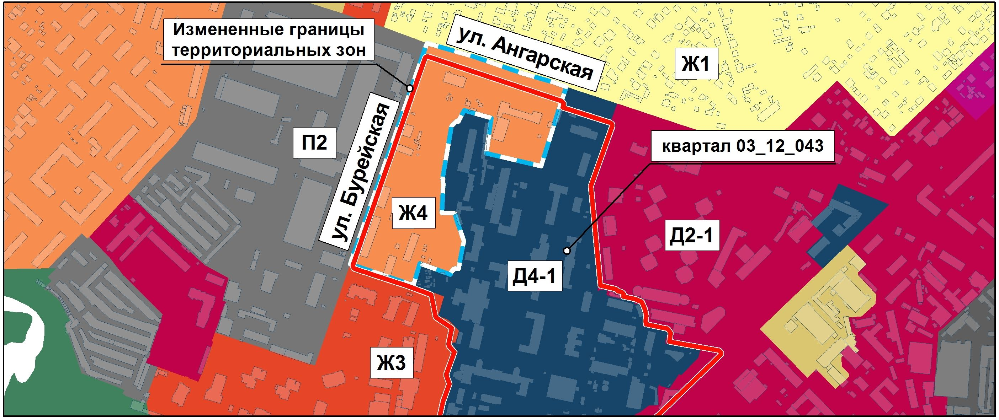 Измененные границы
территориальных зон
ул. Ангарская
Ж1
П2
ул. Бурейская
квартал 03_12_043
Ж4
Д2-1
Д4-1
Ж3